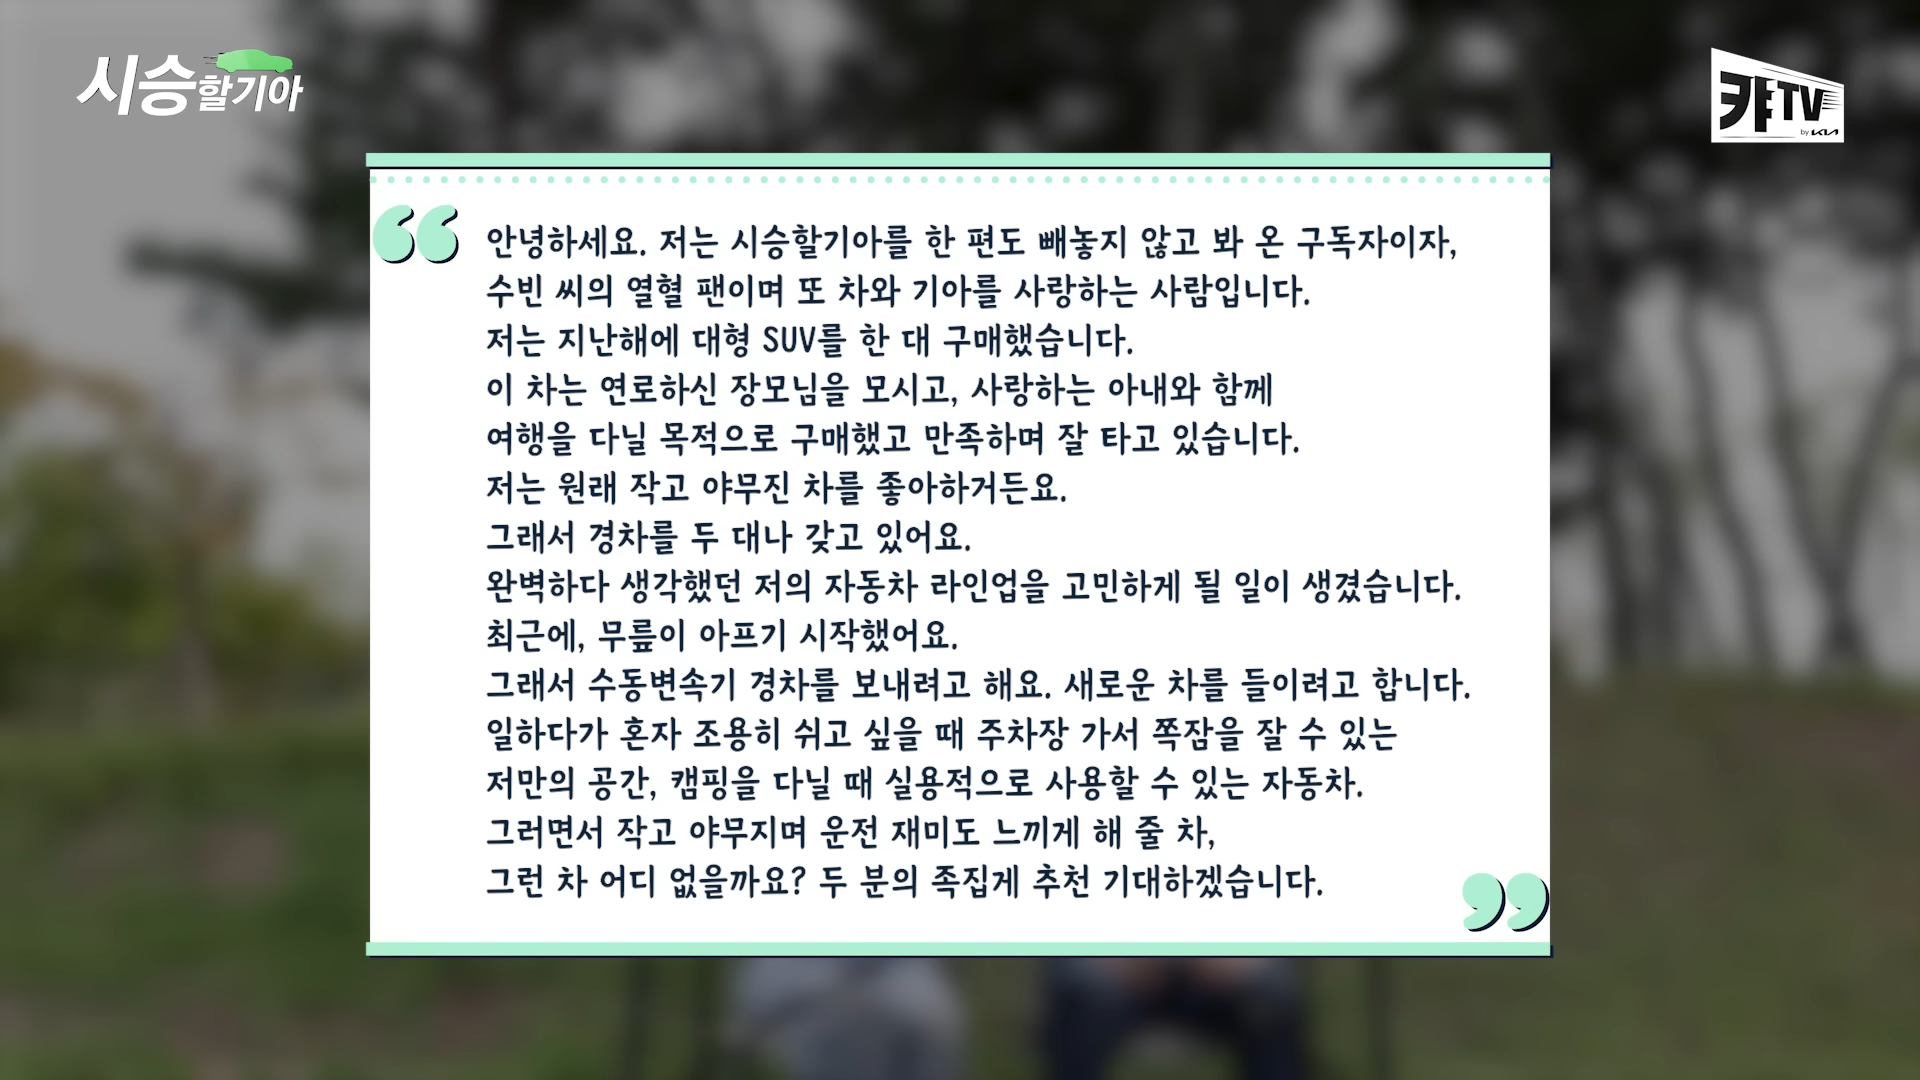 시승할기아
캬TV
by KIA
안녕하세요. 저는 시승할기아를 한 편도 빼놓지 않고 봐 온 구독자이자,
수빈 씨의 열혈 팬이며 또 차와 기아를 사랑하는 사람입니다.
저는 지난해에 대형 SUV를 한 대 구매했습니다.
이 차는 연로하신 장모님을 모시고, 사랑하는 아내와 함께
여행을 다닐 목적으로 구매했고 만족하며 잘 타고 있습니다.
저는 원래 작고 야무진 차를 좋아하거든요.
그래서 경차를 두 대나 갖고 있어요.
완벽하다 생각했던 저의 자동차 라인업을 고민하게 될 일이 생겼습니다.
최근에, 무릎이 아프기 시작했어요.
그래서 수동변속기 경차를 보내려고 해요. 새로운 차를 들이려고 합니다.
일하다가 혼자 조용히 쉬고 싶을 때 주차장 가서 쪽잠을 잘 수 있는
저만의 공간, 캠핑을 다닐 때 실용적으로 사용할 수 있는 자동차.
그러면서 작고 야무지며 운전 재미도 느끼게 해 줄 차,
그런 차 어디 없을까요? 두 분의 족집게 추천 기대하겠습니다.